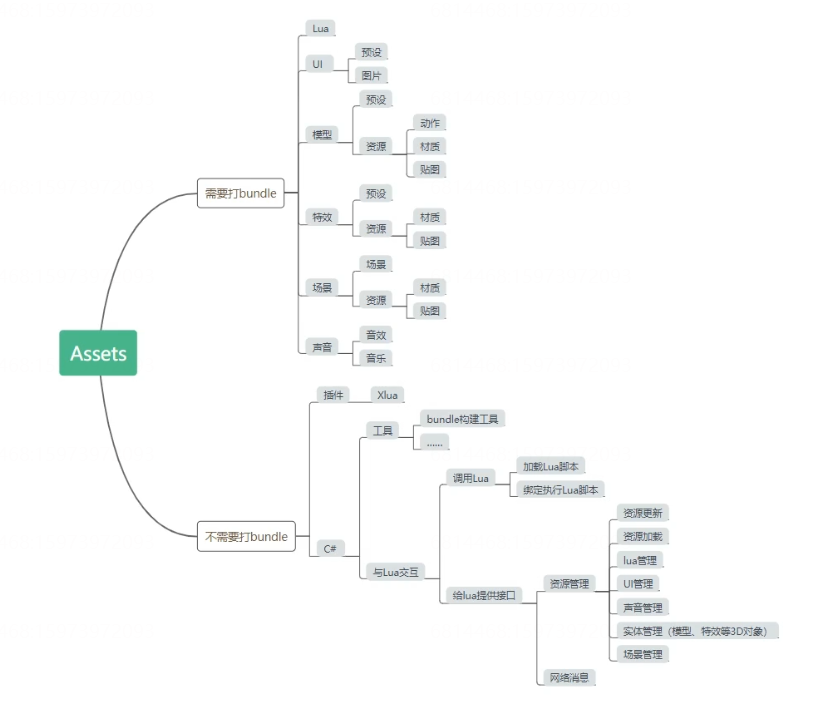 Assets
需要打bundle
Lua
UI
预设
图片
模型
预设
资源
动作
材质
贴图
特效
预设
资源
材质
贴图
场景
场景
资源
材质
贴图
声音
音效
音乐
不需要打bundle
插件
Xlua
C#
工具
bundle构建工具
......
与Lua交互
调用Lua
加载Lua脚本
绑定执行Lua脚本
给lua提供接口
资源管理
资源更新
资源加载
lua管理
UI管理
声音管理
实体管理（模型、特效等3D对象）
场景管理
网络消息